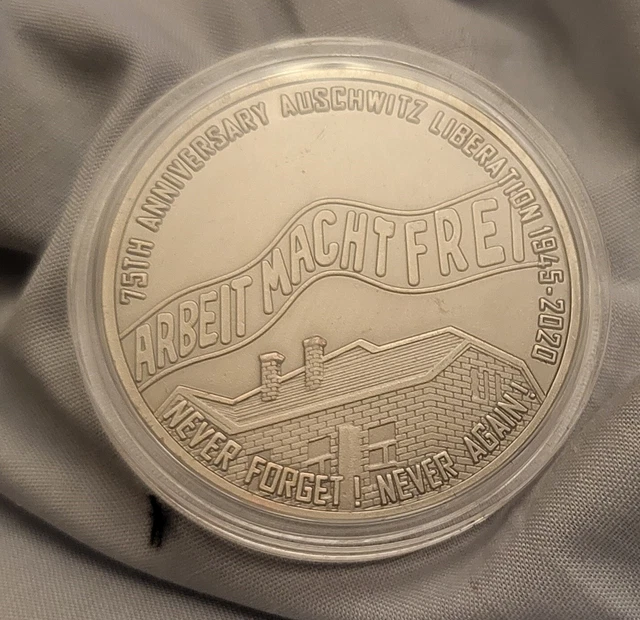 75TH ANNIVERSARY AUSCHWITZ LIBERATION 1945-2020
ARBEIT MACHT FREI
NEVER FORGET! NEVER AGAIN!